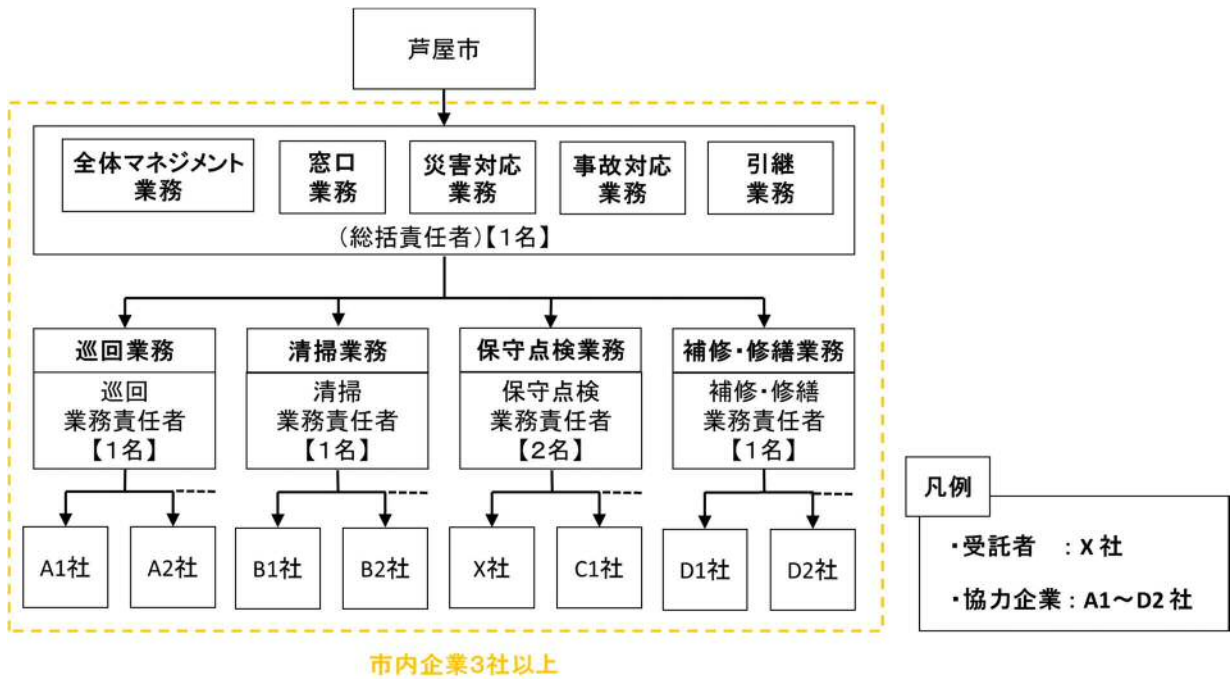 芦屋市
全体マネジメント
業務
窓口
業務
災害対応
業務
事故対応
業務
引継
業務
(総括責任者)【1名】
巡回業務
巡回
業務責任者
【1名】
清掃業務
清掃
業務責任者
【1名】
保守点検業務
保守点検
業務責任者
【2名】
補修・修繕業務
補修・修繕
業務責任者
【1名】
A1社
A2社
B1社
B2社
X社
C1社
D1社
D2社
凡例
・受託者 : X 社
・協力企業 : A1~D2 社
市内企業3社以上